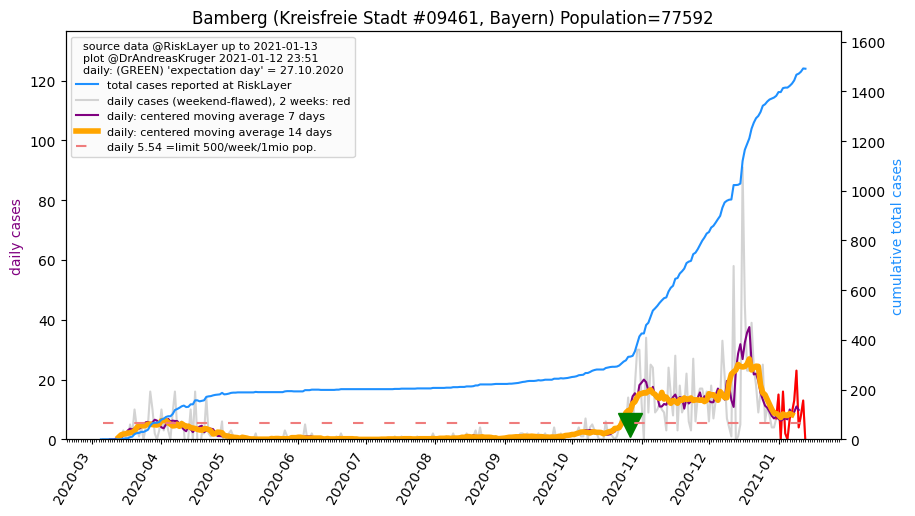 Bamberg (Kreisfreie Stadt #09461, Bayern) Population=77592
source data @RiskLayer up to 2021-01-13
plot @DrAndreasKruger 2021-01-12 23:51
daily: (GREEN) 'expectation day' = 27.10.2020
total cases reported at RiskLayer
daily cases (weekend-flawed), 2 weeks: red
daily: centered moving average 7 days
daily: centered moving average 14 days
daily 5.54 =limit 500/week/1mio pop.
daily cases
120
100
80
60
40
20
0
cumulative total cases
1600
1400
1200
1000
800
600
400
200
0
2020-03
2020-04
2020-05
2020-06
2020-07
2020-08
2020-09
2020-10
2020-11
2020-12
2021-01